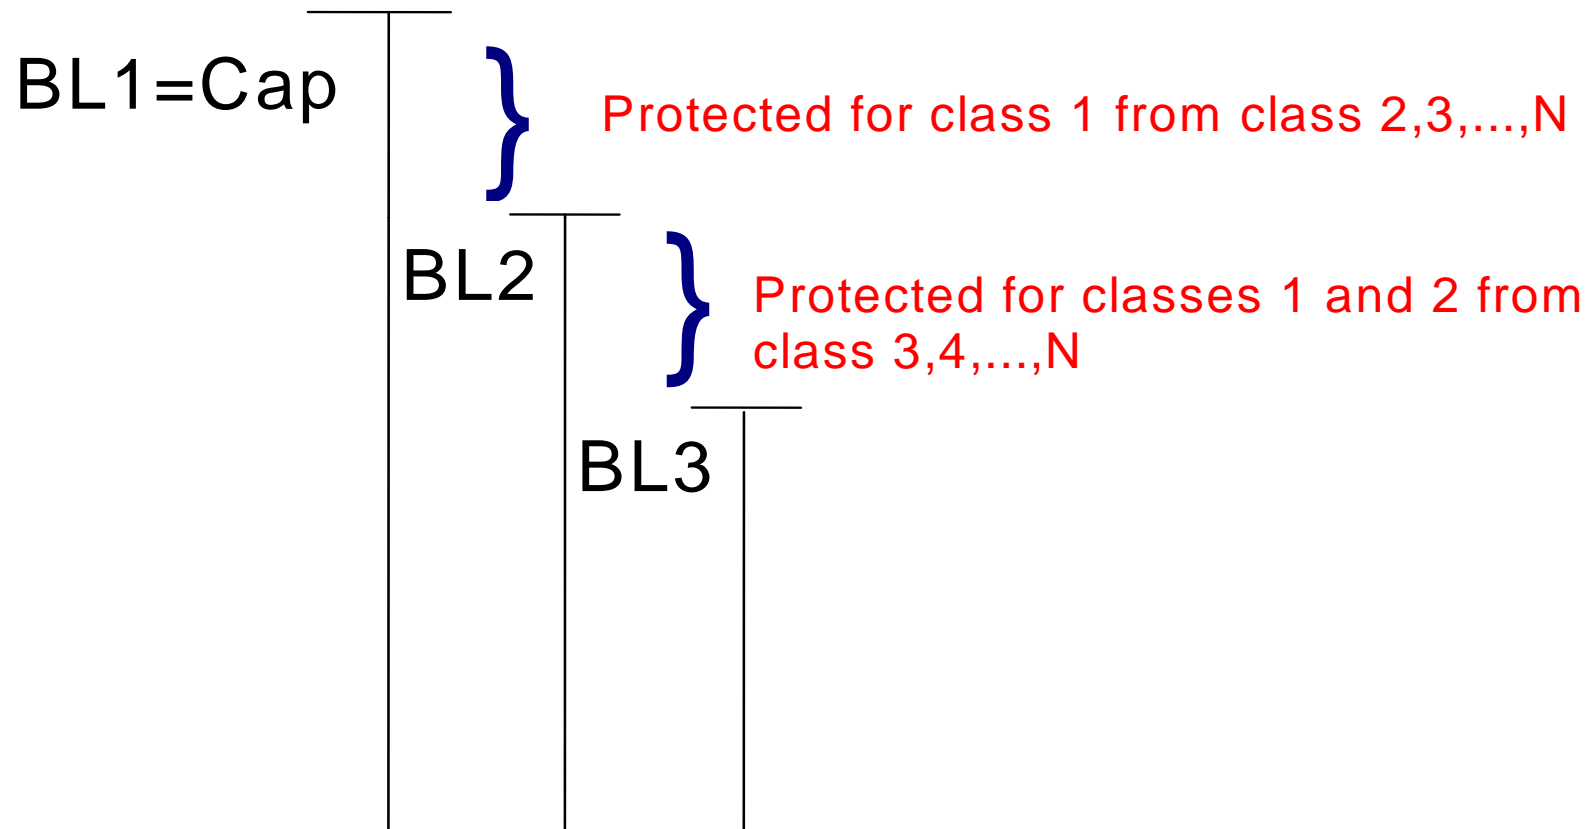 BL1=Cap
Protected for class 1 from class 2,3,...,N
BL2
Protected for classes 1 and 2 from
class 3,4,...,N
BL3